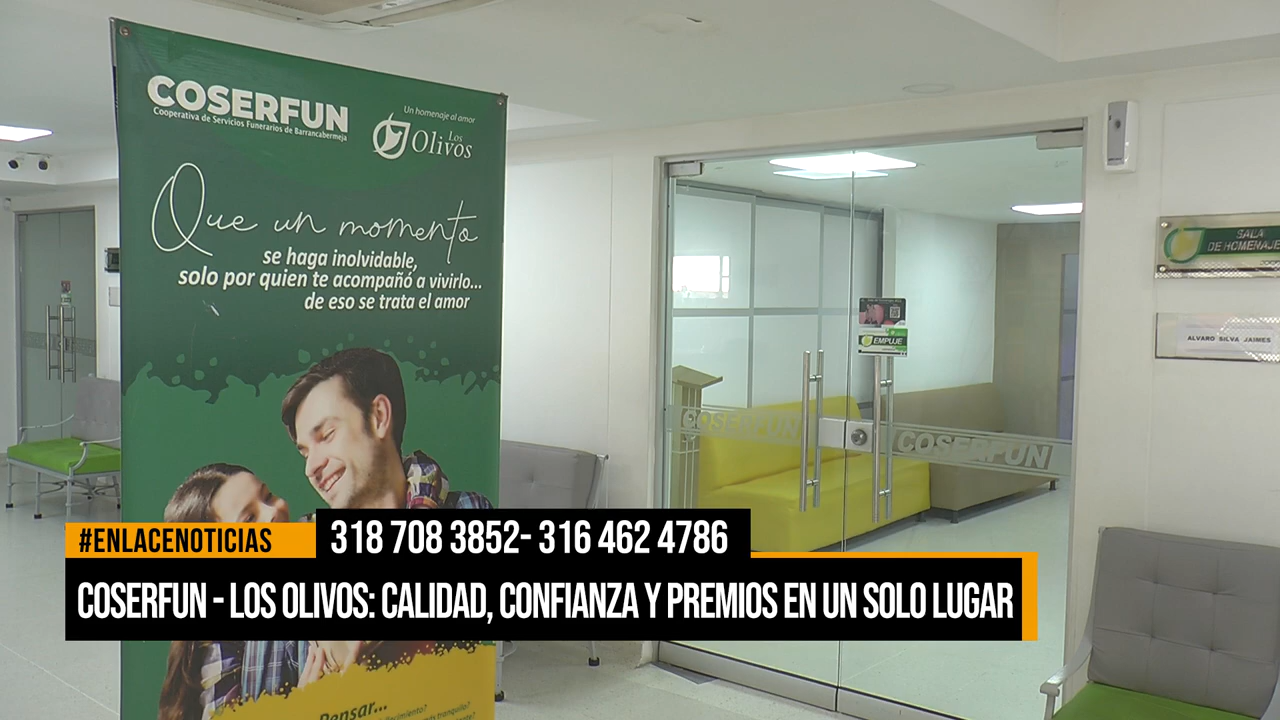 COSERFUN
Cooperativa de Servicios Funerarios de Barrancabermeja
Un homenaje al amor
Los
Olivos
Que un momento
se haga inolvidable,
solo por quien te acompañó a vivirlo...
de eso se trata el amor
SALA
DE HOMENAJE
EMPUJE
ALVARO SILVA JAIMES
COSERFUN
COSERFUN
#ENLACENOTICIAS
318 708 3852- 316 462 4786
COSERFUN - LOS OLIVOS: CALIDAD, CONFIANZA Y PREMIOS EN UN SOLO LUGAR
Pensar...